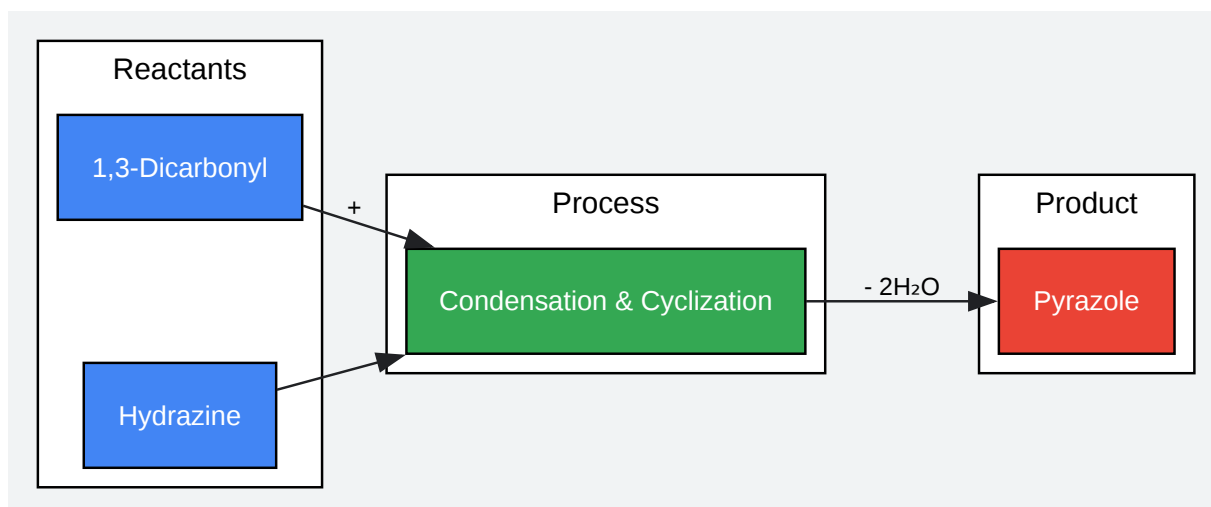 Reactants
1,3-Dicarbonyl
Hydrazine
+
Process
Condensation & Cyclization
- 2H₂O
Product
Pyrazole